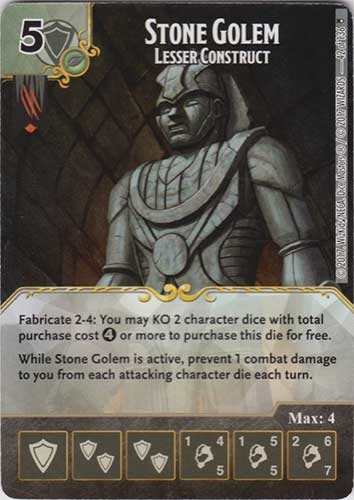 5
STONE GOLEM
LESSER CONSTRUCT
Fabricate 2-4: You may KO 2 character dice with total
purchase cost 4 or more to purchase this die for free.
While Stone Golem is active, prevent 1 combat damage
to you from each attacking character die each turn.
Max: 4
1 4 5
1 5 5
2 6 7